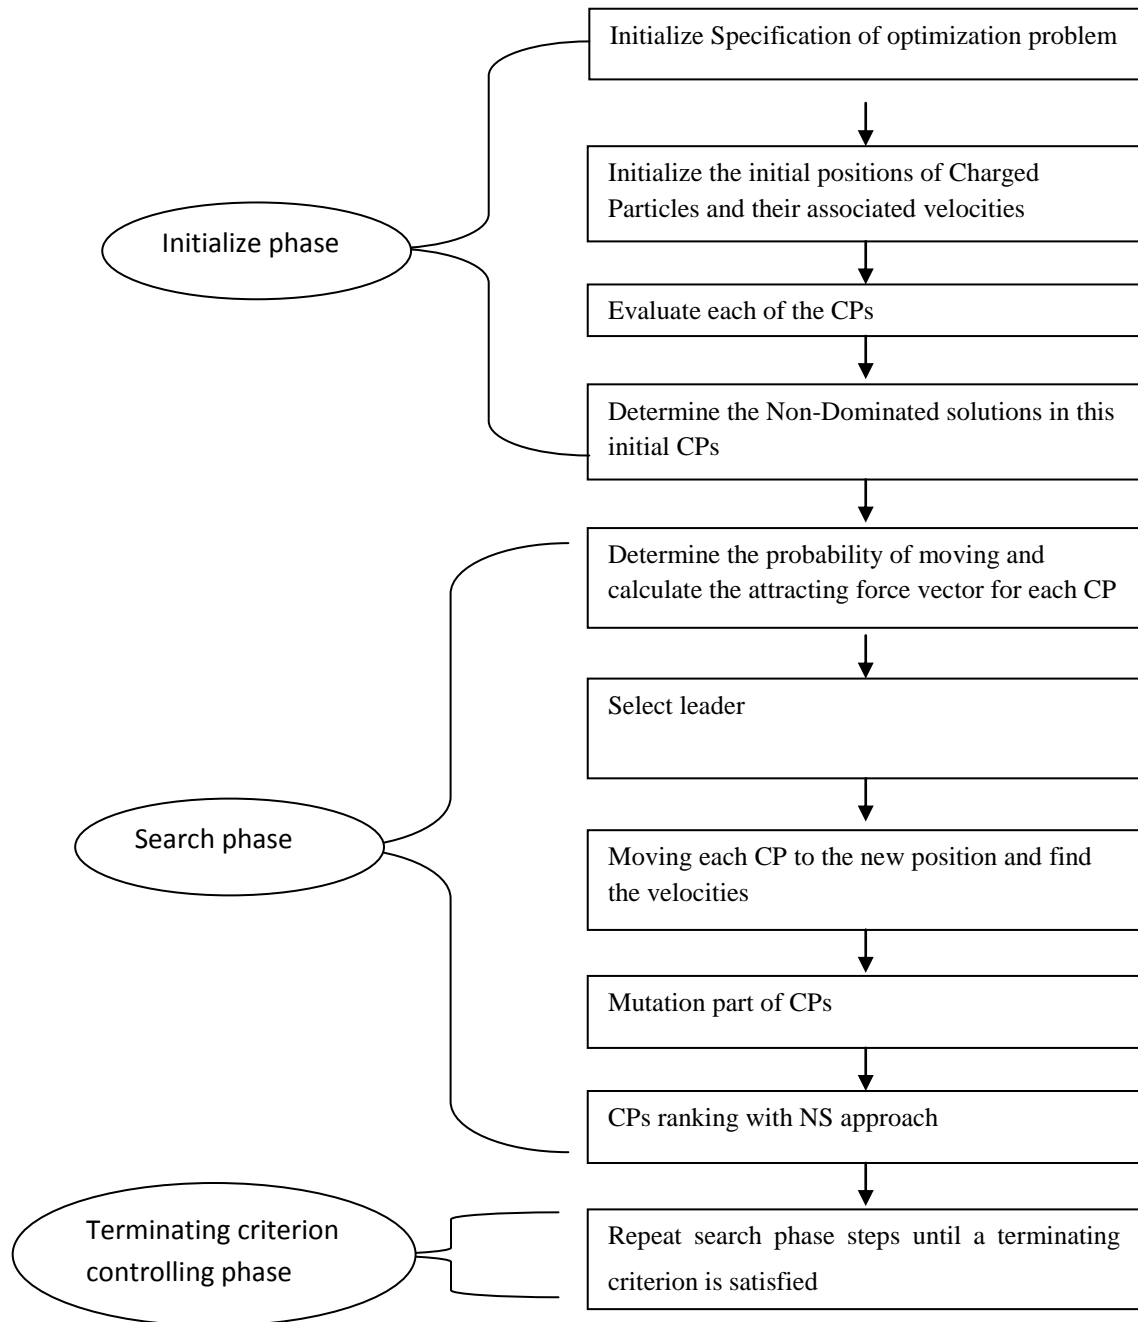 Initialize Specification of optimization problem
Initialize the initial positions of Charged
Particles and their associated velocities
Initialize phase
Evaluate each of the CPs
Determine the Non-Dominated solutions in this
initial CPs
Determine the probability of moving and
calculate the attracting force vector for each CP
Select leader
Search phase
Moving each CP to the new position and find
the velocities
Mutation part of CPs
CPs ranking with NS approach
Terminating criterion
controlling phase
Repeat search phase steps until a terminating
criterion is satisfied